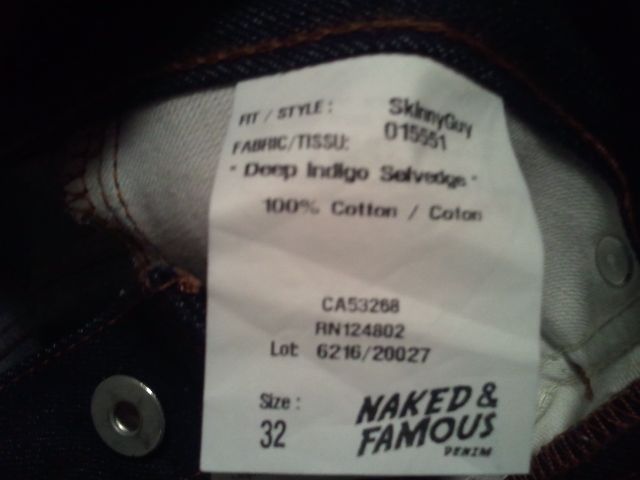 FIT / STYLE: SkinnyGuy
015551
FABRIC/TISSU:
" Deep Indigo Selvedge "
100% Cotton / Coton
CA53268
RN124802
Lot: 6216/20027
Size :
32
NAKED &
FAMOUS
DENIM